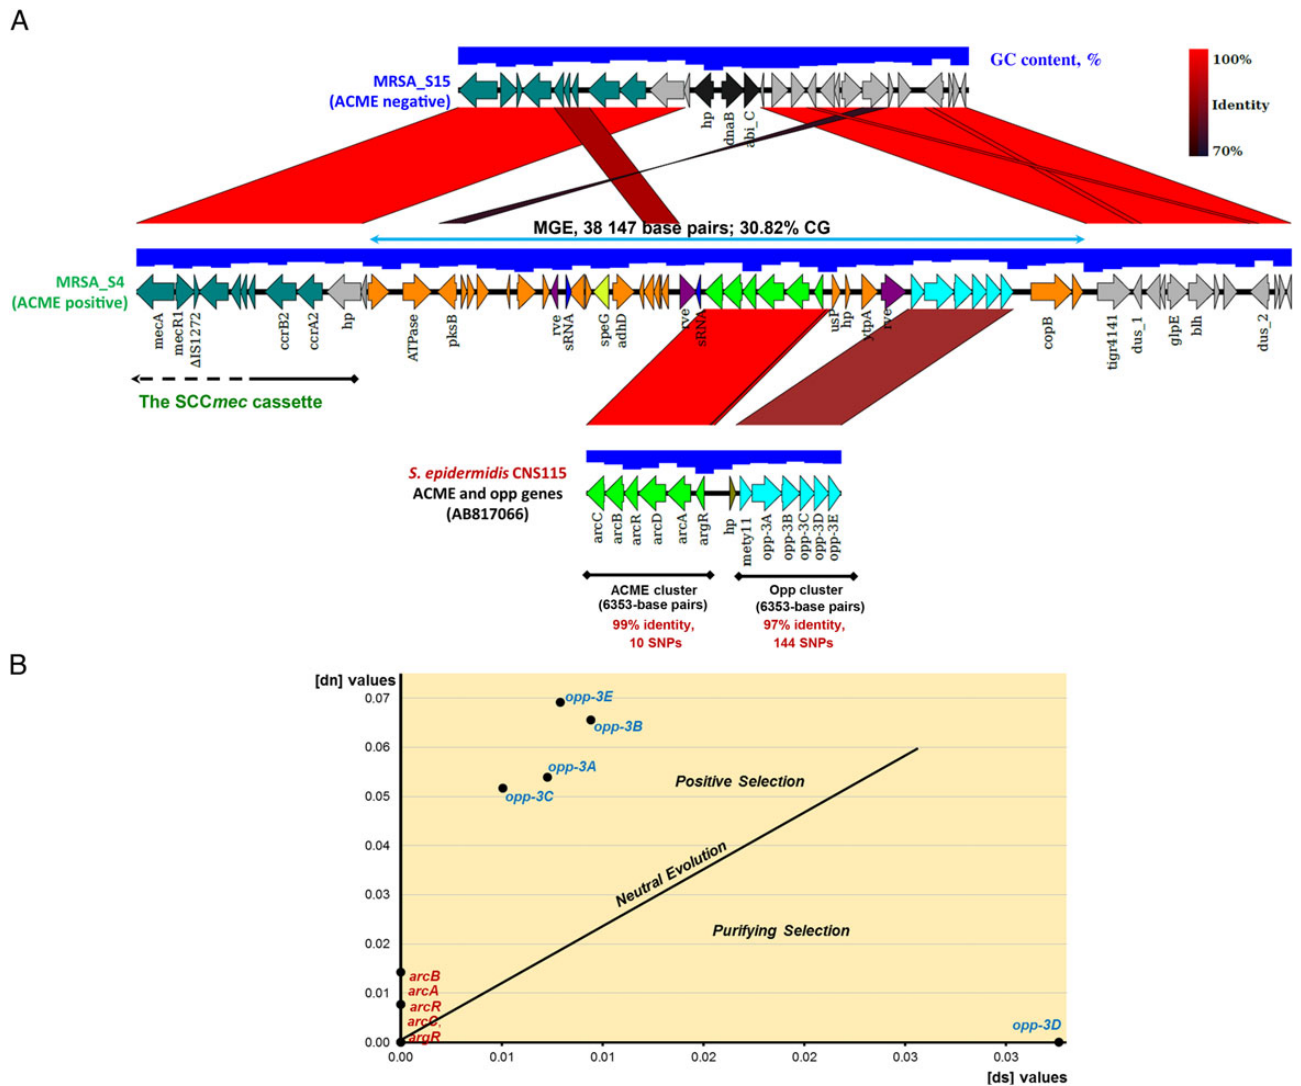 A
GC content, %
MRSA_S15
(ACME negative)
100%
Identity
70%
hp
dnaB
abi_C
MGE, 38 147 base pairs; 30.82% CG
MRSA_S4
(ACME positive)
mecA
mecR1
ΔIS1272
ccrB2
ccrA2
hp
ATPase
pksB
rve
sRNA
speG
adhD
rve
sRNA
usP
hp
ytpA
rve
copB
tigr4141
dus_1
glpE
blh
dus_2
The SCCmec cassette
S. epidermidis CNS115
ACME and opp genes
(AB817066)
arcC
arcB
arcR
arcD
arcA
argR
hp
mety11
opp-3A
opp-3B
opp-3C
opp-3D
opp-3E
ACME cluster
(6353-base pairs)
99% identity,
10 SNPs
Opp cluster
(6353-base pairs)
97% identity,
144 SNPs
B
[dn] values
0.07
0.06
0.05
0.04
0.03
0.02
0.01
0.00
opp-3E
opp-3B
opp-3A
opp-3C
Positive Selection
Neutral Evolution
Purifying Selection
arcB
arcA
arcR
arcC,
argR
opp-3D
0.00
0.01
0.01
0.02
0.02
0.03
0.03
[ds] values